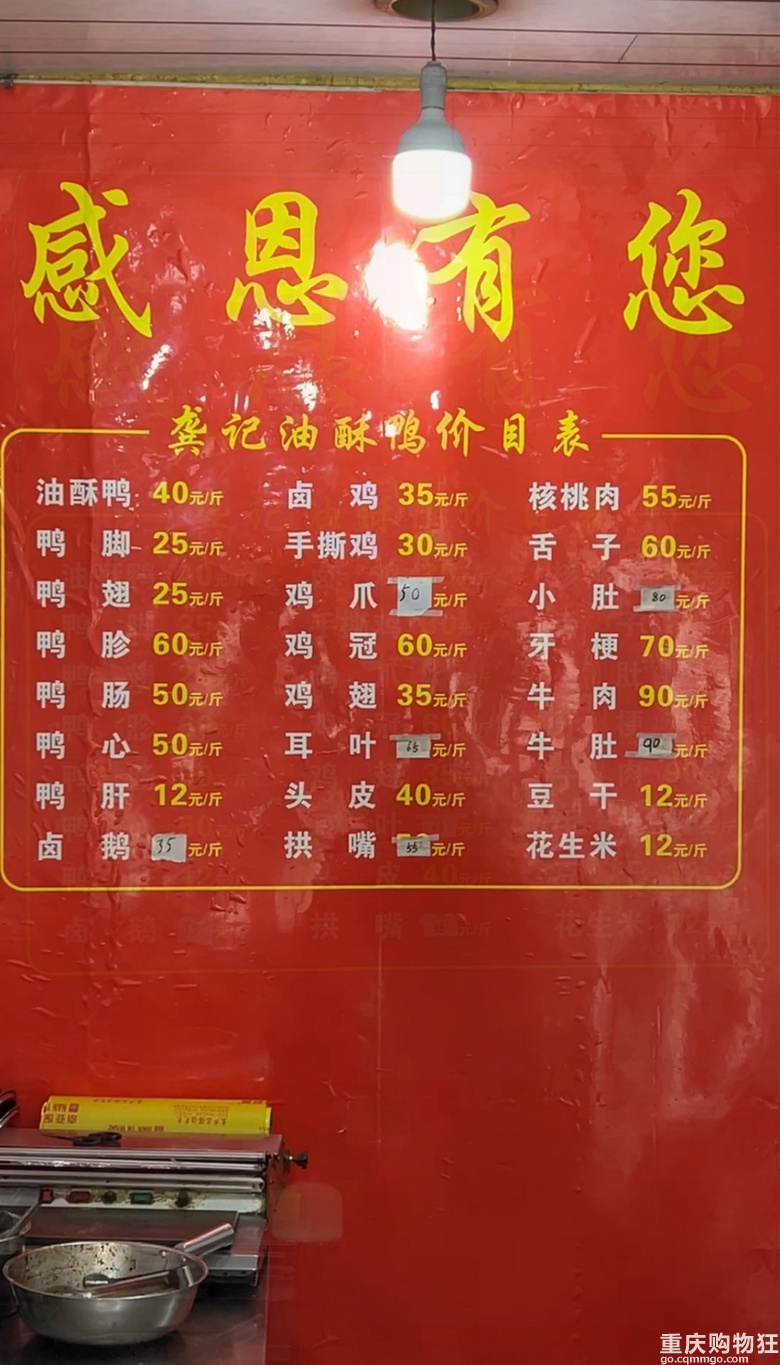 感恩有您
龚记油酥鸭价目表
油酥鸭 40元/斤 卤鸡 35元/斤 核桃肉 55元/斤
鸭脚 25元/斤 手撕鸡 30元/斤 舌子 60元/斤
鸭翅 25元/斤 鸡爪 50元/斤 小肚 80元/斤
鸭胗 60元/斤 鸡冠 60元/斤 牙梗 70元/斤
鸭肠 50元/斤 鸡翅 35元/斤 牛肉 90元/斤
鸭心 50元/斤 耳叶 65元/斤 牛肚 90元/斤
鸭肝 12元/斤 头皮 40元/斤 豆干 12元/斤
卤鹅 35元/斤 拱嘴 55元/斤 花生米 12元/斤
重庆购物狂
go.cqmmgo.com